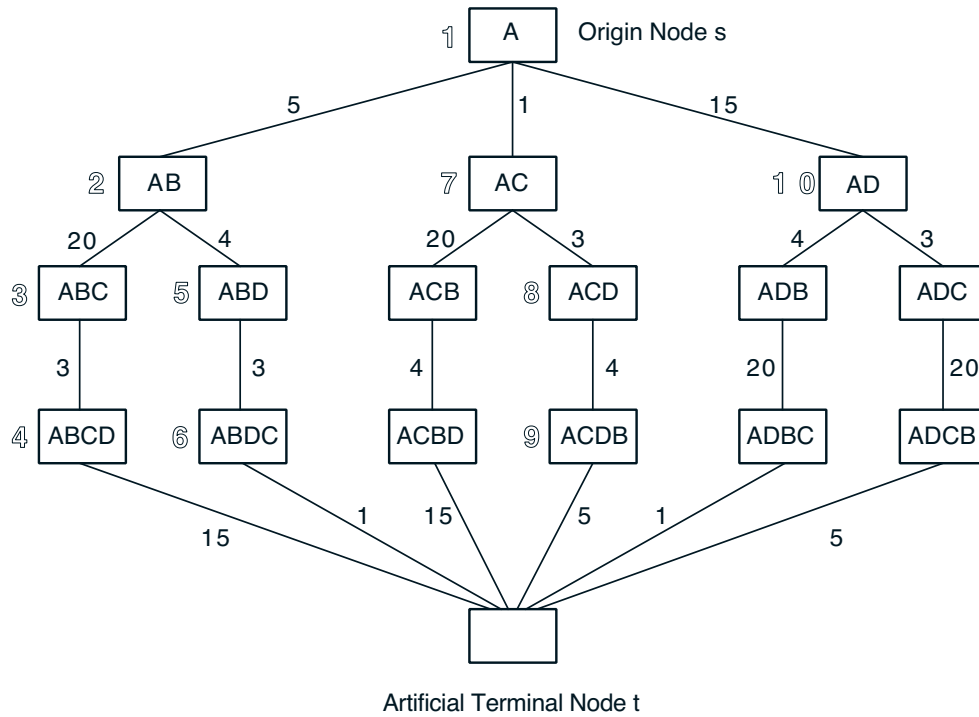 1 A Origin Node s
5 1 15
2 AB 7 AC 1 0 AD
20 4 20 3 4 3
3 ABC 5 ABD ACB 8 ACD ADB ADC
3 3 4 4 20 20
4 ABCD 6 ABDC ACBD 9 ACDB ADBC ADCB
15 1 15 5 1 5
Artificial Terminal Node t